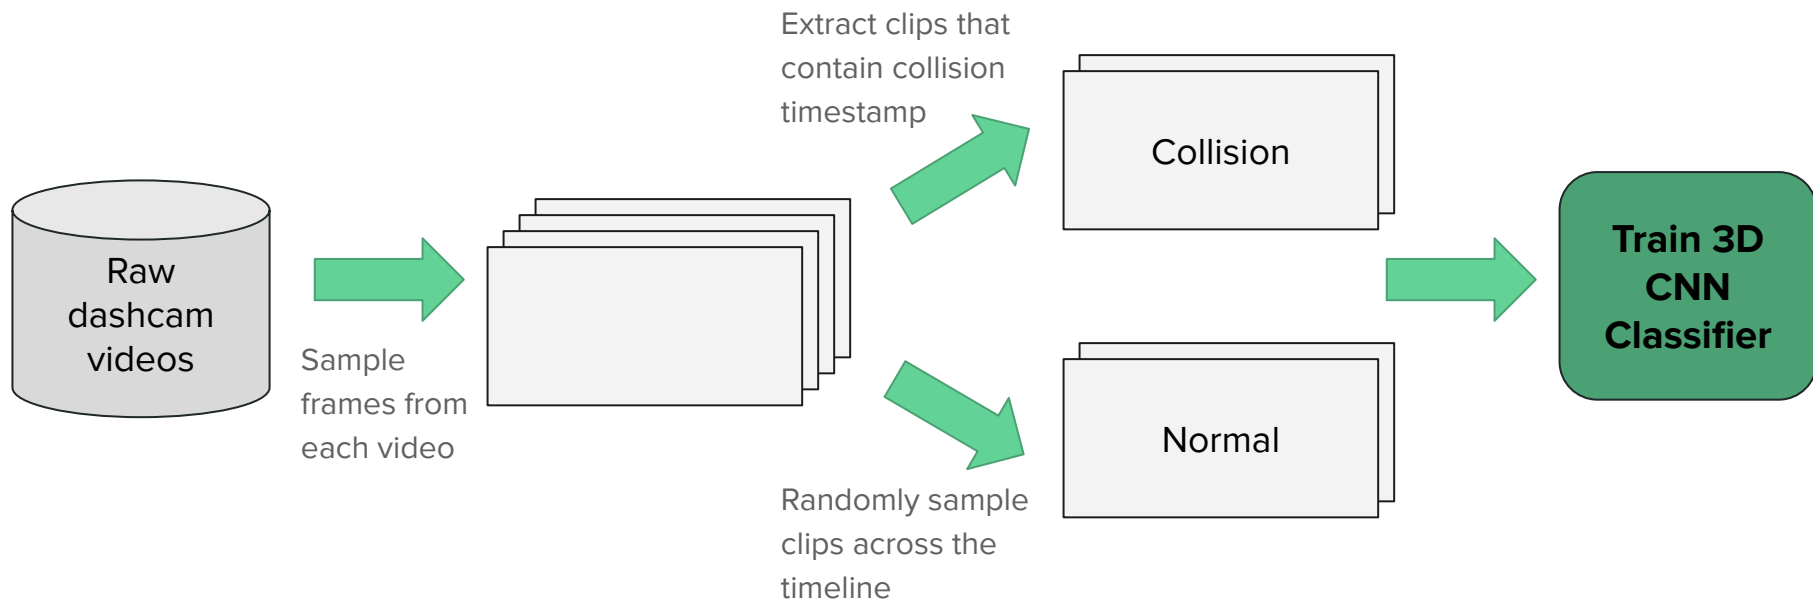 Raw
dashcam
videos
Sample
frames from
each video
Extract clips that
contain collision
timestamp
Collision
Randomly sample
clips across the
timeline
Normal
Train 3D
CNN
Classifier